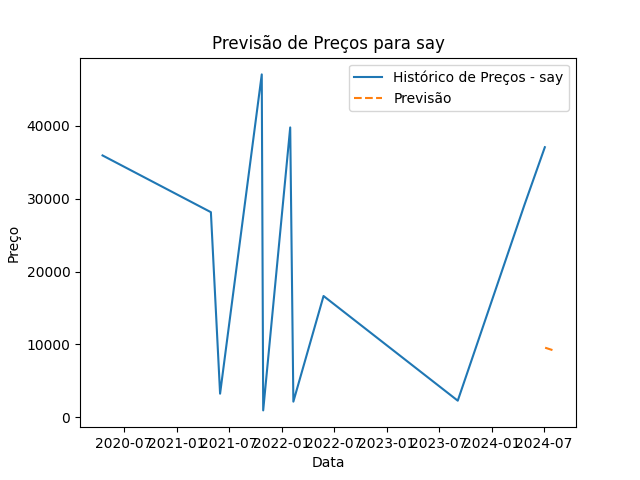 Previsão de Preços para say
Histórico de Preços - say
Previsão
Preço
40000
30000
20000
10000
0
2020-07 2021-01 2021-07 2022-01 2022-07 2023-01 2023-07 2024-01 2024-07
Data